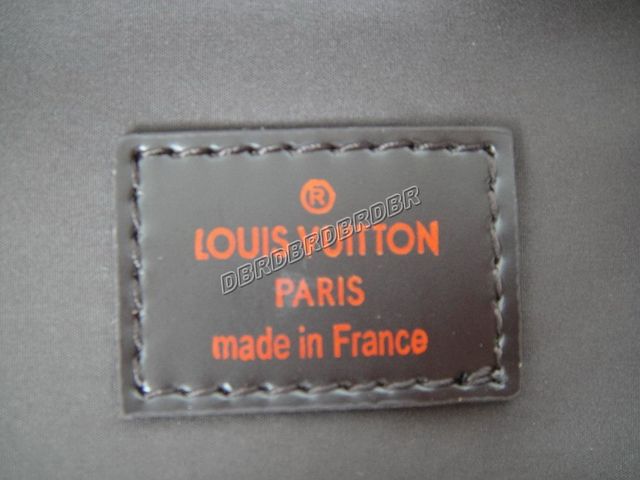 ®
LOUIS VUITTON
DBRDBRDBRDBR
PARIS
made in France